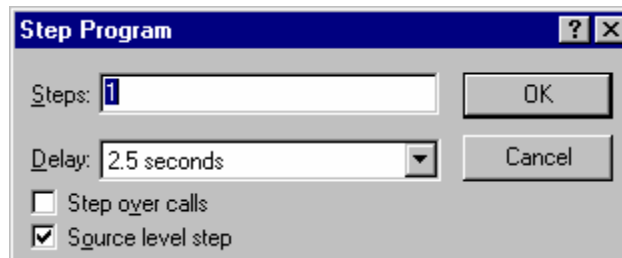 Step Program
Steps: 1
OK
Delay: 2.5 seconds
Cancel
Step over calls
Source level step